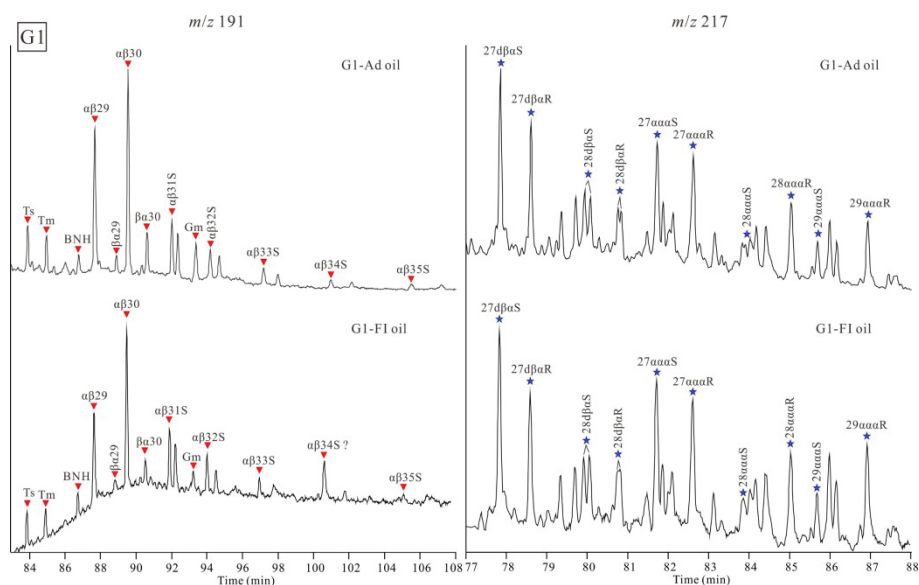 G1
m/z 191
m/z 217
G1-Ad oil
Ts
Tm
BNH
αβ29
βα29
αβ30
βα30
αβ31S
Gm
αβ32S
αβ33S
αβ34S
αβ35S
G1-Ad oil
27dβαS
27dβαR
28dβαS
28dβαR
27αααS
27αααR
28αααS
28αααR
29αααS
29αααR
G1-FI oil
Ts
Tm
BNH
αβ29
βα29
αβ30
βα30
αβ31S
Gm
αβ32S
αβ33S
αβ34S ?
αβ35S
G1-FI oil
27dβαS
27dβαR
28dβαS
28dβαR
27αααS
27αααR
28αααS
28αααR
29αααS
29αααR
84 86 88 90 92 94 96 98 100 102 104 106 108
Time (min)
77 78 79 80 81 82 83 84 85 86 87 88
Time (min)